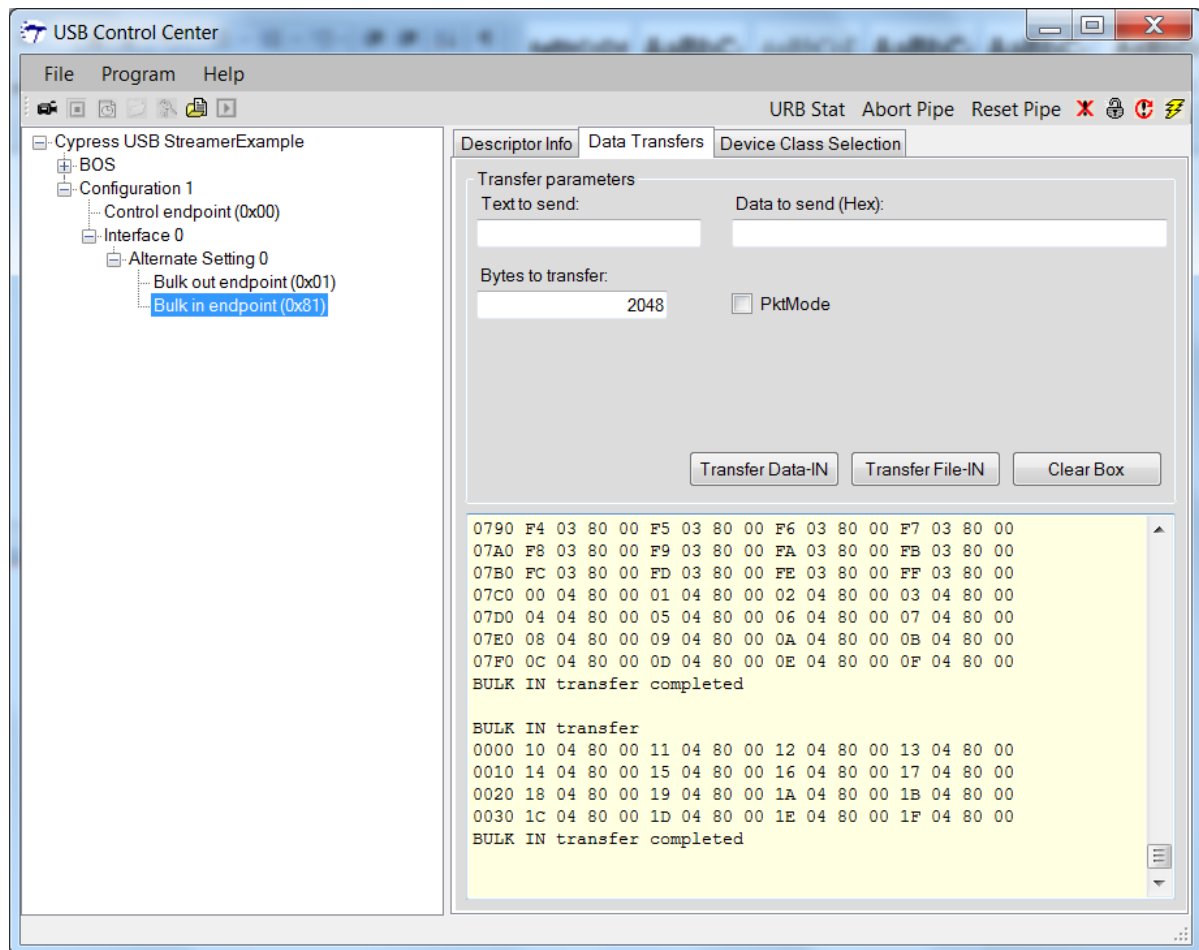 USB Control Center
File Program Help
URB Stat Abort Pipe Reset Pipe
Cypress USB StreamerExample
BOS
Configuration 1
Control endpoint (0x00)
Interface 0
Alternate Setting 0
Bulk out endpoint (0x01)
Bulk in endpoint (0x81)
Descriptor Info Data Transfers Device Class Selection
Transfer parameters
Text to send: Data to send (Hex):
Bytes to transfer:
2048 PktMode
Transfer Data-IN Transfer File-IN Clear Box
0790 F4 03 80 00 F5 03 80 00 F6 03 80 00 F7 03 80 00
07A0 F8 03 80 00 F9 03 80 00 FA 03 80 00 FB 03 80 00
07B0 FC 03 80 00 FD 03 80 00 FE 03 80 00 FF 03 80 00
07C0 00 04 80 00 01 04 80 00 02 04 80 00 03 04 80 00
07D0 04 04 80 00 05 04 80 00 06 04 80 00 07 04 80 00
07E0 08 04 80 00 09 04 80 00 0A 04 80 00 0B 04 80 00
07F0 0C 04 80 00 0D 04 80 00 0E 04 80 00 0F 04 80 00
BULK IN transfer completed
BULK IN transfer
0000 10 04 80 00 11 04 80 00 12 04 80 00 13 04 80 00
0010 14 04 80 00 15 04 80 00 16 04 80 00 17 04 80 00
0020 18 04 80 00 19 04 80 00 1A 04 80 00 1B 04 80 00
0030 1C 04 80 00 1D 04 80 00 1E 04 80 00 1F 04 80 00
BULK IN transfer completed